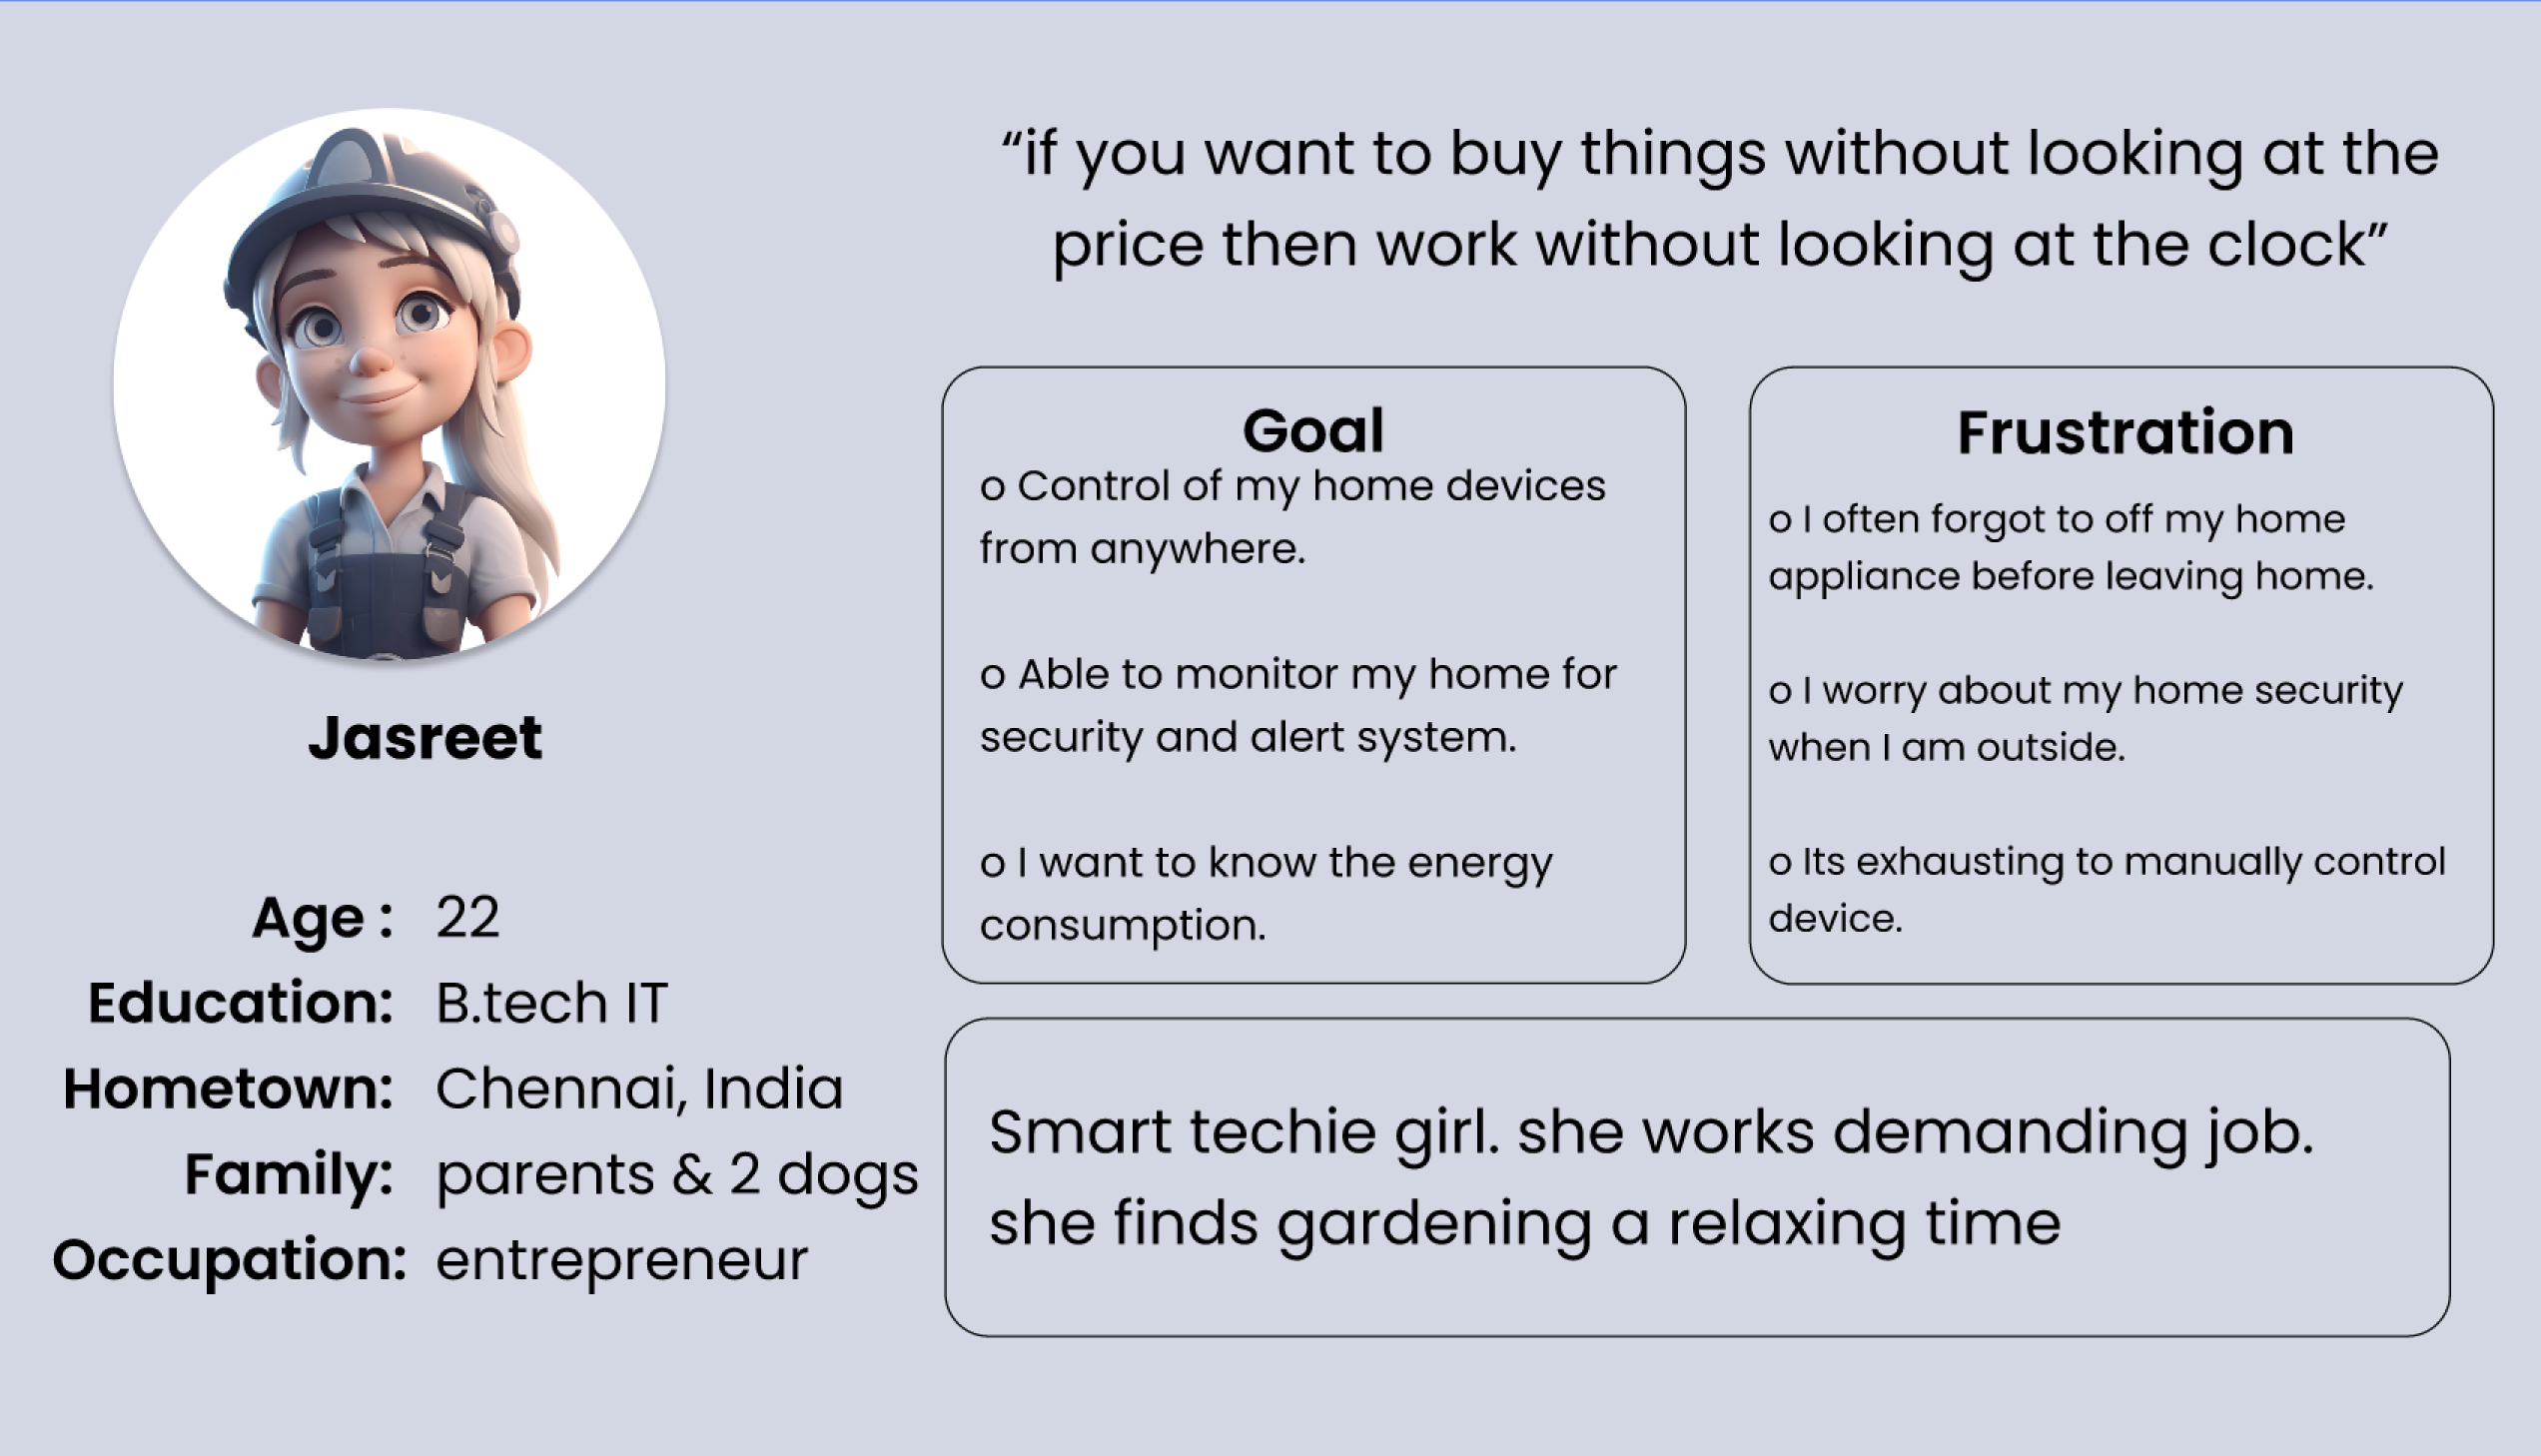 “if you want to buy things without looking at the
price then work without looking at the clock”
Jasreet
Age : 22
Education: B.tech IT
Hometown: Chennai, India
Family: parents & 2 dogs
Occupation: entrepreneur
Goal
o Control of my home devices
from anywhere.
o Able to monitor my home for
security and alert system.
o I want to know the energy
consumption.
Frustration
o I often forgot to off my home
appliance before leaving home.
o I worry about my home security
when I am outside.
o Its exhausting to manually control
device.
Smart techie girl. she works demanding job.
she finds gardening a relaxing time